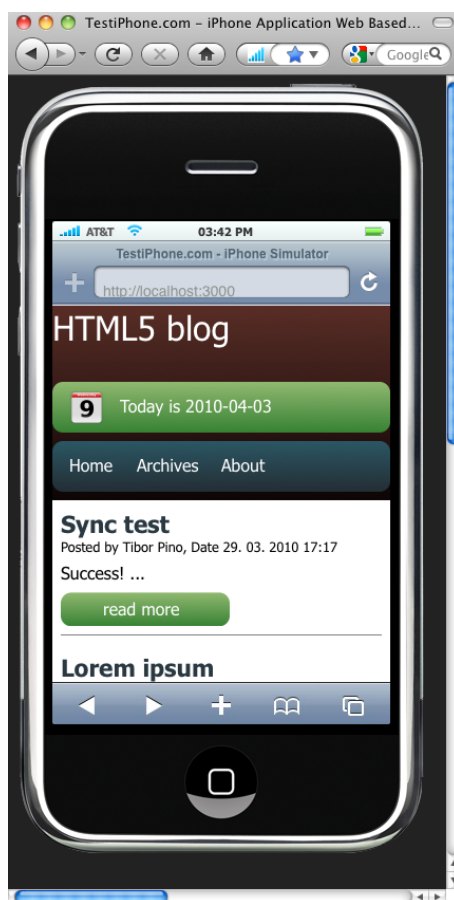 TestiPhone.com – iPhone Application Web Based...
Google
AT&T 03:42 PM
TestiPhone.com - iPhone Simulator
http://localhost:3000
HTML5 blog
9 Today is 2010-04-03
Home Archives About
Sync test
Posted by Tibor Pino, Date 29. 03. 2010 17:17
Success! ...
read more
Lorem ipsum